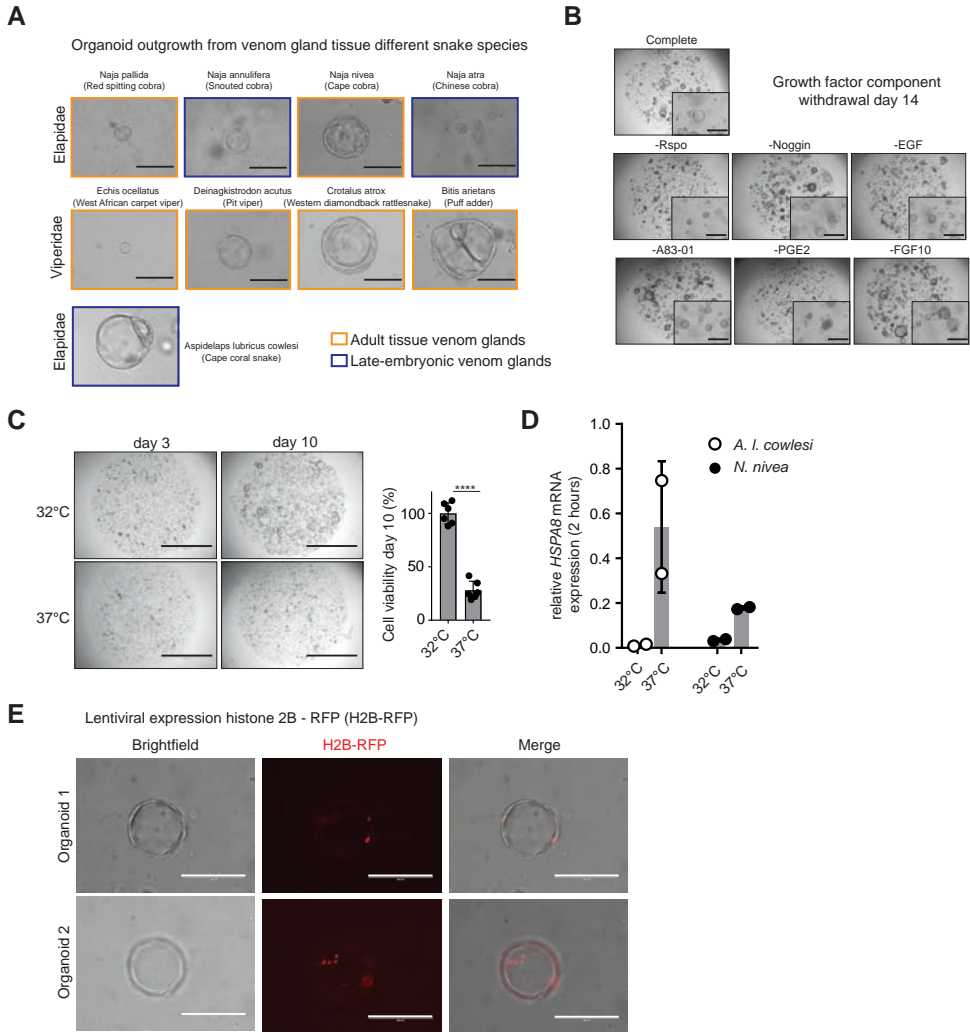 A
Organoid outgrowth from venom gland tissue different snake species
Naja pallida
(Red spitting cobra)
Naja annulifera
(Snouted cobra)
Naja nivea
(Cape cobra)
Naja atra
(Chinese cobra)
Elapidae
Echis ocellatus
(West African carpet viper)
Deinagkistrodon acutus
(Pit viper)
Crotalus atrox
(Western diamondback rattlesnake)
Bitis arietans
(Puff adder)
Viperidae
Elapidae
Aspidelaps lubricus cowlesi
(Cape coral snake)
Adult tissue venom glands
Late-embryonic venom glands
B
Complete
Growth factor component
withdrawal day 14
-Rspo
-Noggin
-EGF
-A83-01
-PGE2
-FGF10
C
day 3
day 10
32°C
37°C
Cell viability day 10 (%)
100
50
0
****
32°C
37°C
D
relative HSPA8 mRNA
expression (2 hours)
1.0
0.8
0.6
0.4
0.2
0.0
A. l. cowlesi
N. nivea
32°C
37°C
32°C
37°C
E
Lentiviral expression histone 2B - RFP (H2B-RFP)
Brightfield
H2B-RFP
Merge
Organoid 1
Organoid 2